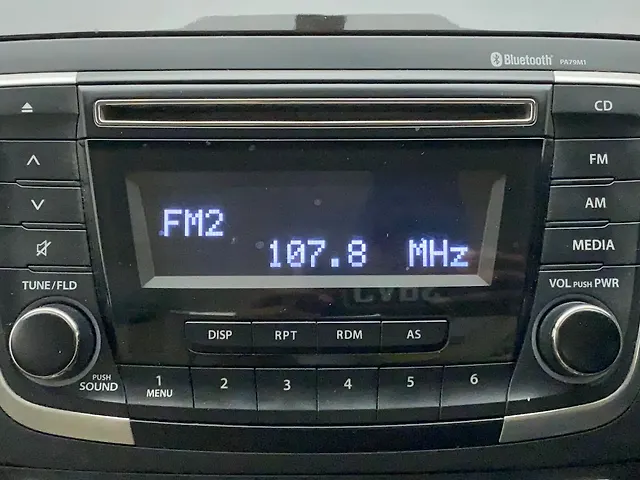 Bluetooth PA79M1
CD
FM
AM
MEDIA
FM2
107.8 MHz
TUNE/FLD
VOL PUSH PWR
DISP RPT RDM AS
PUSH
SOUND
1 2 3 4 5 6
MENU